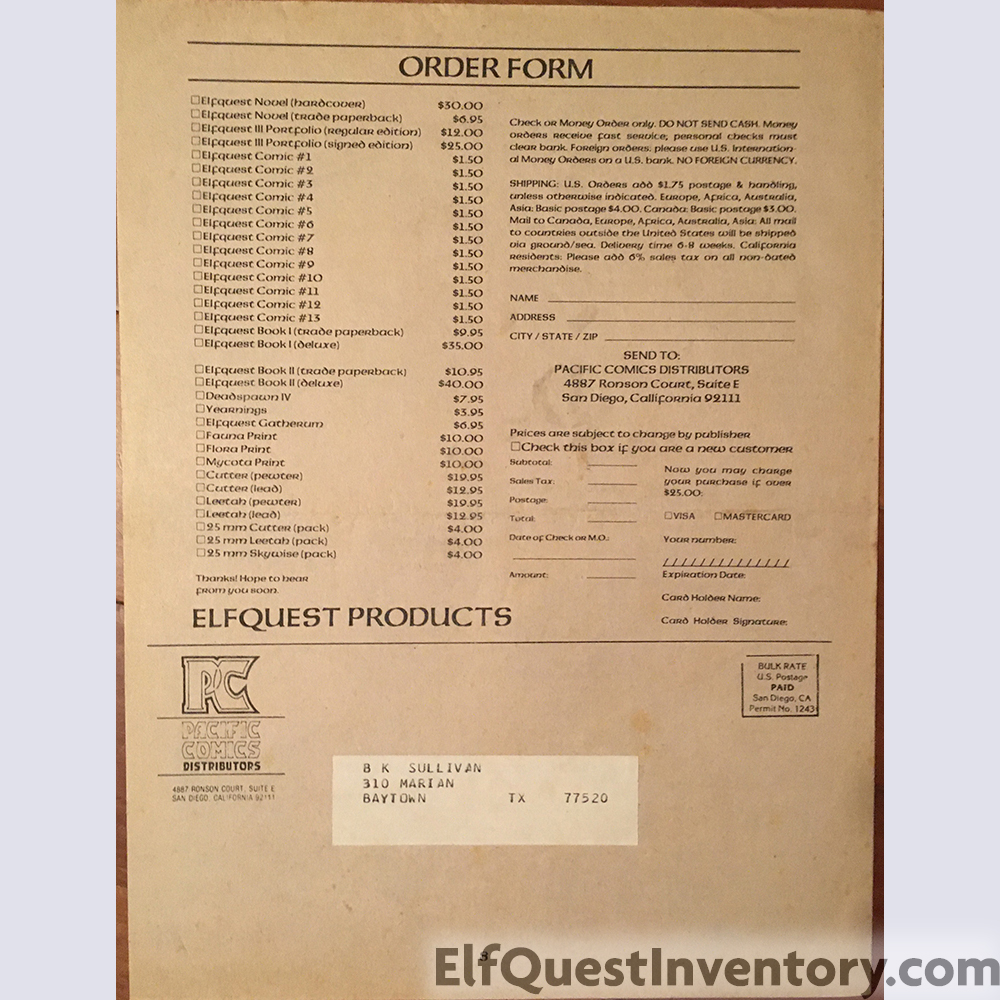 ORDER FORM
☐Elfquest Novel (hardcover) $30.00
☐Elfquest Novel (trade paperback) $6.95
☐Elfquest III Portfolio (regular edition) $12.00
☐Elfquest III Portfolio (signed edition) $25.00
☐Elfquest Comic #1 $1.50
☐Elfquest Comic #2 $1.50
☐Elfquest Comic #3 $1.50
☐Elfquest Comic #4 $1.50
☐Elfquest Comic #5 $1.50
☐Elfquest Comic #6 $1.50
☐Elfquest Comic #7 $1.50
☐Elfquest Comic #8 $1.50
☐Elfquest Comic #9 $1.50
☐Elfquest Comic #10 $1.50
☐Elfquest Comic #11 $1.50
☐Elfquest Comic #12 $1.50
☐Elfquest Comic #13 $1.50
☐Elfquest Book I (trade paperback) $9.95
☐Elfquest Book I (deluxe) $35.00
☐Elfquest Book II (trade paperback) $10.95
☐Elfquest Book II (deluxe) $40.00
☐Deadspawn IV $7.95
☐Yearnings $3.95
☐Elfquest Gatherum $6.95
☐Fauna Print $10.00
☐Flora Print $10.00
☐Mycota Print $10.00
☐Cutter (pewter) $19.95
☐Cutter (lead) $12.95
☐Leetah (pewter) $19.95
☐Leetah (lead) $12.95
☐25 mm Cutter (pack) $4.00
☐25 mm Leetah (pack) $4.00
☐25 mm Skywise (pack) $4.00
Thanks! Hope to hear
from you soon.
ELFQUEST PRODUCTS
Check or Money Order only. DO NOT SEND CASH. Money
orders receive fast service; personal checks must
clear bank. Foreign orders: please use U.S. Internation-
al Money Orders on a U.S. bank. NO FOREIGN CURRENCY.
SHIPPING: U.S. Orders add $1.75 postage & handling,
unless otherwise indicated. Europe, Africa, Australia,
Asia: Basic postage $4.00. Canada: Basic postage $3.00.
Mail to Canada, Europe, Africa, Australia, Asia: All mail
to countries outside the United States will be shipped
via ground/sea. Delivery time 6-8 weeks. California
residents: Please add 6% sales tax on all non-dated
merchandise.
NAME
ADDRESS
CITY / STATE / ZIP
SEND TO:
PACIFIC COMICS DISTRIBUTORS
4887 Ronson Court, Suite E
San Diego, Callifornia 92111
Prices are subject to change by publisher
☐Check this box if you are a new customer
Subtotal:
Sales Tax:
Postage:
Total:
Date of Check or M.O.:
Amount:
Now you may charge
your purchase if over
$25.00:
☐VISA ☐MASTERCARD
Your number:
/////////////
Expiration Date:
Card Holder Name:
Card Holder Signature:
PC
PACIFIC
COMICS
DISTRIBUTORS
4887 RONSON COURT, SUITE E
SAN DIEGO, CALIFORNIA 92111
BULK RATE
U.S. Postage
PAID
San Diego, CA
Permit No. 1243
B K SULLIVAN
310 MARIAN
BAYTOWN TX 77520
8
ElfQuestInventory.com